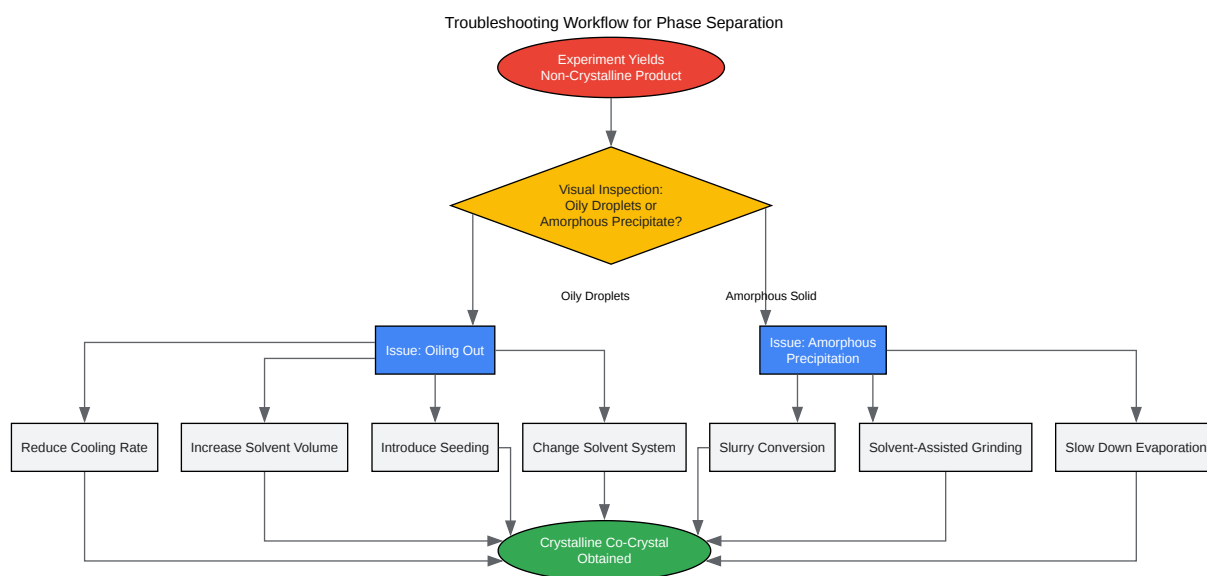 Troubleshooting Workflow for Phase Separation
Experiment Yields
Non-Crystalline Product
Visual Inspection:
Oily Droplets or
Amorphous Precipitate?
Oily Droplets
Amorphous Solid
Issue: Oiling Out
Issue: Amorphous
Precipitation
Reduce Cooling Rate
Increase Solvent Volume
Introduce Seeding
Change Solvent System
Slurry Conversion
Solvent-Assisted Grinding
Slow Down Evaporation
Crystalline Co-Crystal
Obtained